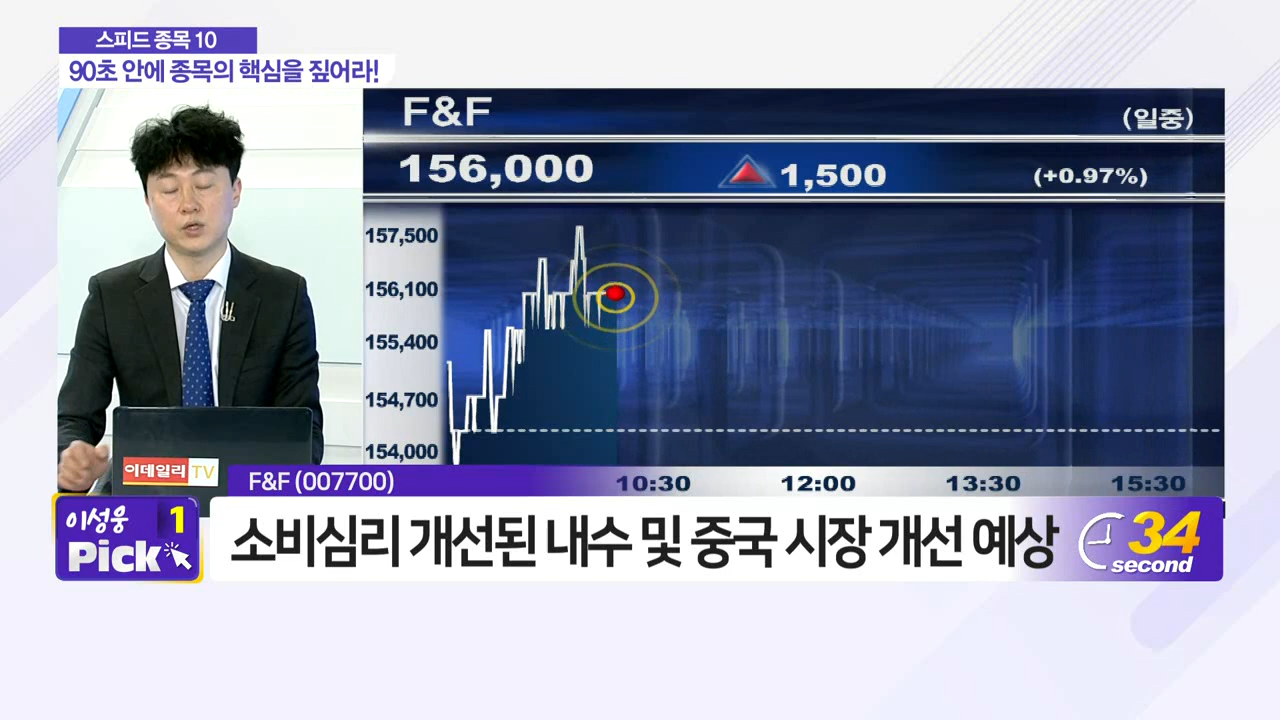 스피드 종목 10
90초 안에 종목의 핵심을 짚어라!
F&F
(일중)
156,000
1,500
(+0.97%)
157,500
156,100
155,400
154,700
154,000
이데일리 TV
F&F (007700)
10:30
12:00
13:30
15:30
이성웅
1
Pick
소비심리 개선된 내수 및 중국 시장 개선 예상
34
second